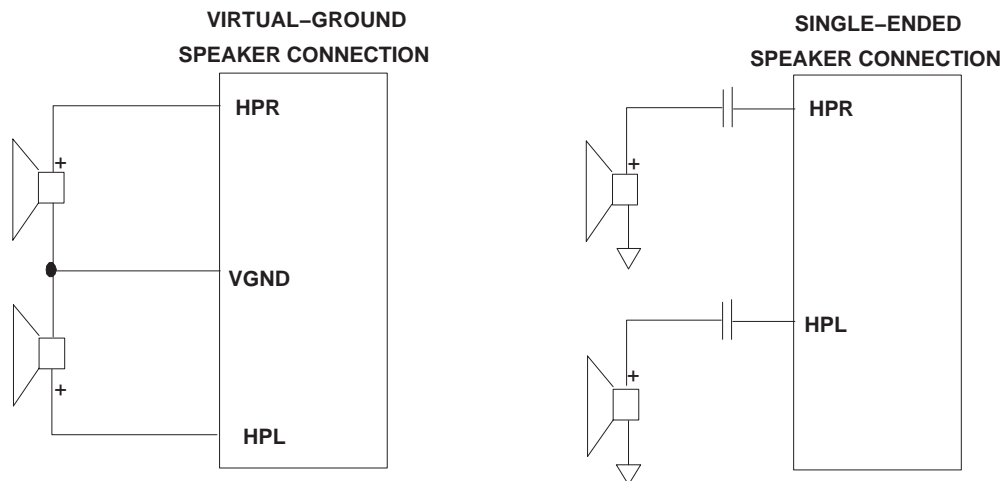 VIRTUAL–GROUND
SPEAKER CONNECTION
HPR
+
VGND
+
HPL
SINGLE–ENDED
SPEAKER CONNECTION
HPR
+
HPL
+